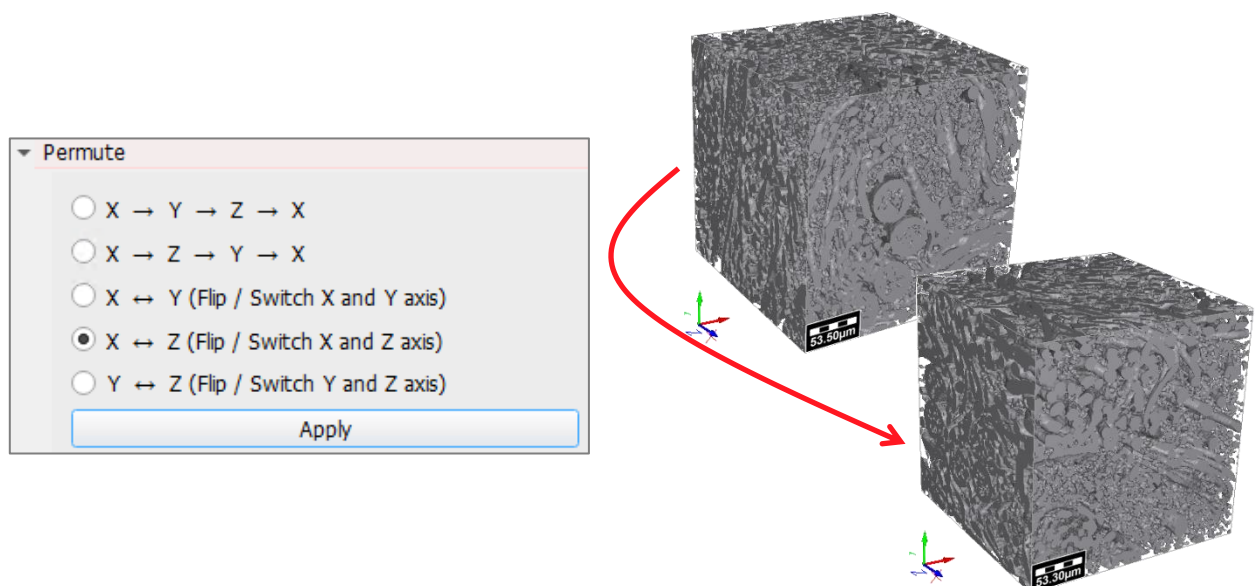 Permute
X → Y → Z → X
X → Z → Y → X
X ↔ Y (Flip / Switch X and Y axis)
X ↔ Z (Flip / Switch X and Z axis)
Y ↔ Z (Flip / Switch Y and Z axis)
Apply
53.50µm
53.30µm